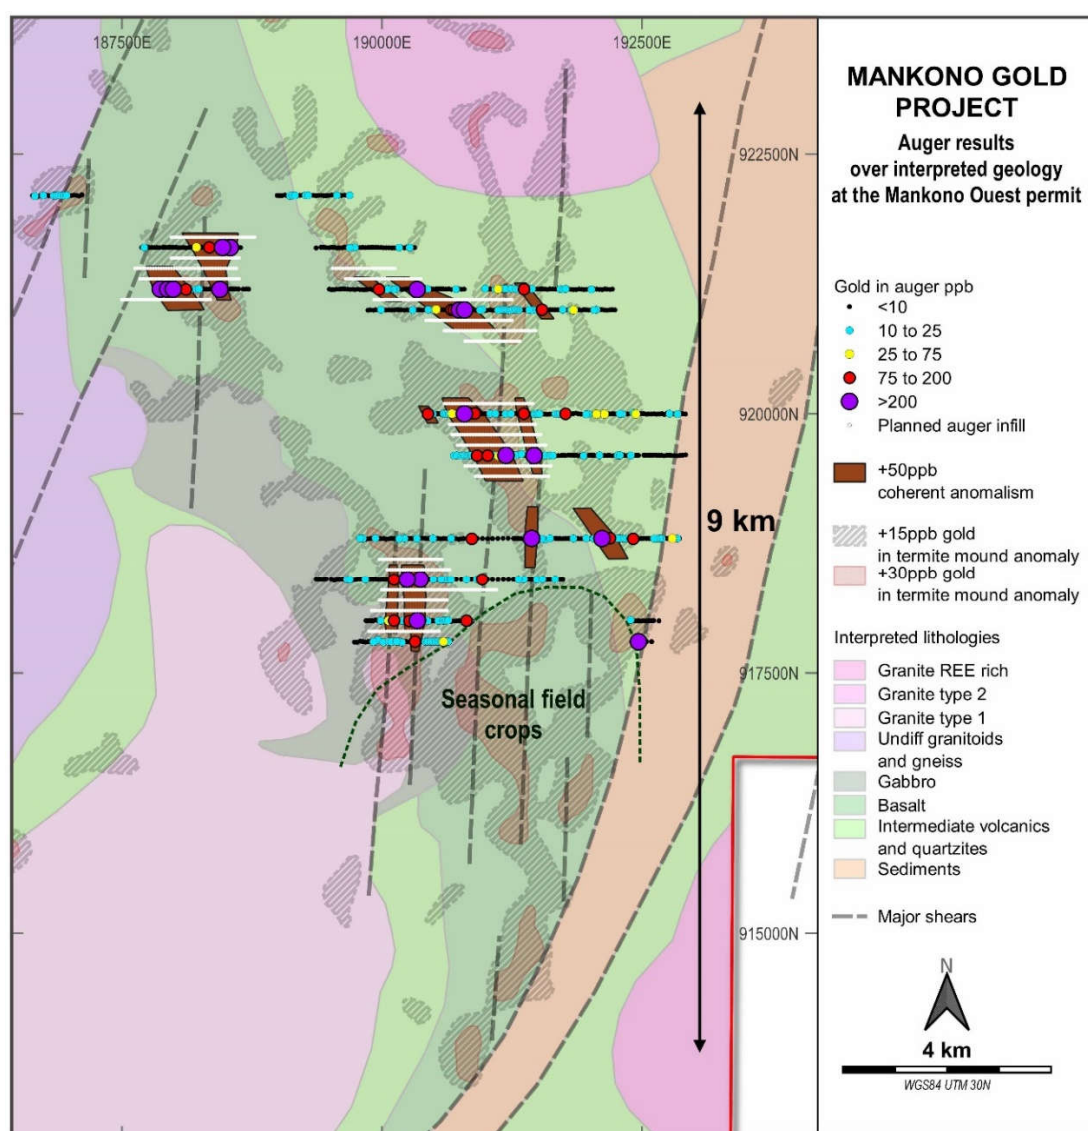 187500E
190000E
192500E
922500N
920000N
917500N
915000N
9 km
Seasonal field
crops
MANKONO GOLD
PROJECT
Auger results
over interpreted geology
at the Mankono Ouest permit
Gold in auger ppb
<10
10 to 25
25 to 75
75 to 200
>200
Planned auger infill
+50ppb
coherent anomalism
+15ppb gold
in termite mound anomaly
+30ppb gold
in termite mound anomaly
Interpreted lithologies
Granite REE rich
Granite type 2
Granite type 1
Undiff granitoids
and gneiss
Gabbro
Basalt
Intermediate volcanics
and quartzites
Sediments
Major shears
N
4 km
WGS84 UTM 30N